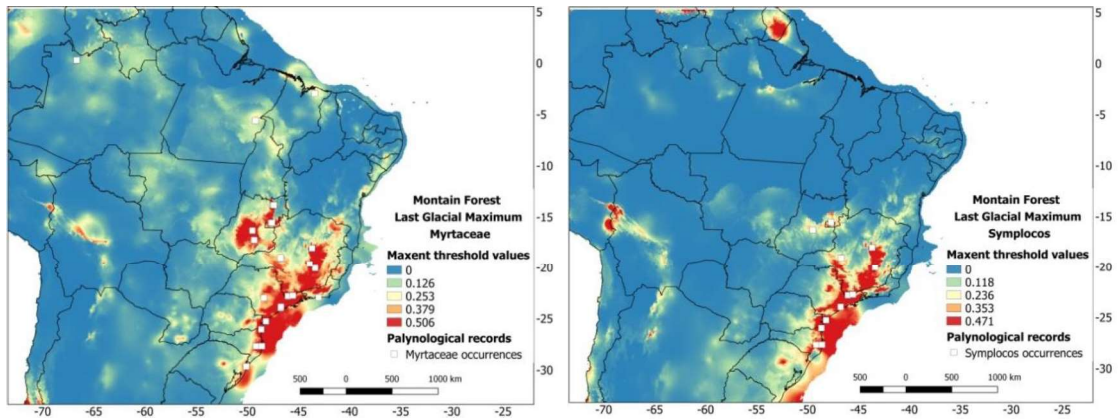 5
0
-5
-10
-15
-20
-25
-30
Montain Forest
Last Glacial Maximum
Myrtaceae
Maxent threshold values
0
0.126
0.253
0.379
0.506
Palynological records
Myrtaceae occurrences
500 0 500 1000 km
-70 -65 -60 -55 -50 -45 -40 -35 -30 -25
5
0
-5
-10
-15
-20
-25
-30
Montain Forest
Last Glacial Maximum
Symplocos
Maxent threshold values
0
0.118
0.236
0.353
0.471
Palynological records
Symplocos occurrences
500 0 500 1000 km
-70 -65 -60 -55 -50 -45 -40 -35 -30 -25